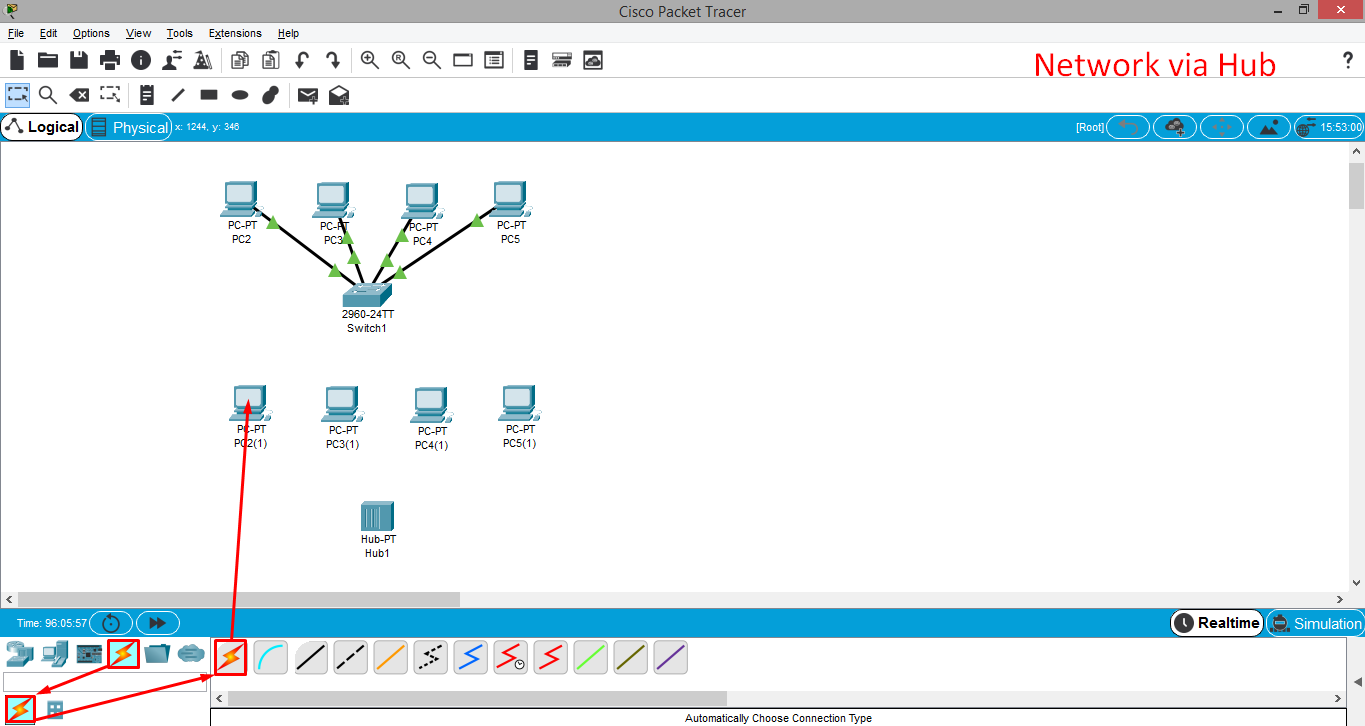 Cisco Packet Tracer
File Edit Options View Tools Extensions Help
Network via Hub
?
Logical Physical x: 1244, y: 346 [Root] 15:53:00
PC-PT PC-PT PC-PT PC-PT
PC2 PC3 PC4 PC5
2960-24TT
Switch1
PC-PT PC-PT PC-PT PC-PT
PC2(1) PC3(1) PC4(1) PC5(1)
Hub-PT
Hub1
Time: 96:05:57 Realtime Simulation
Automatically Choose Connection Type